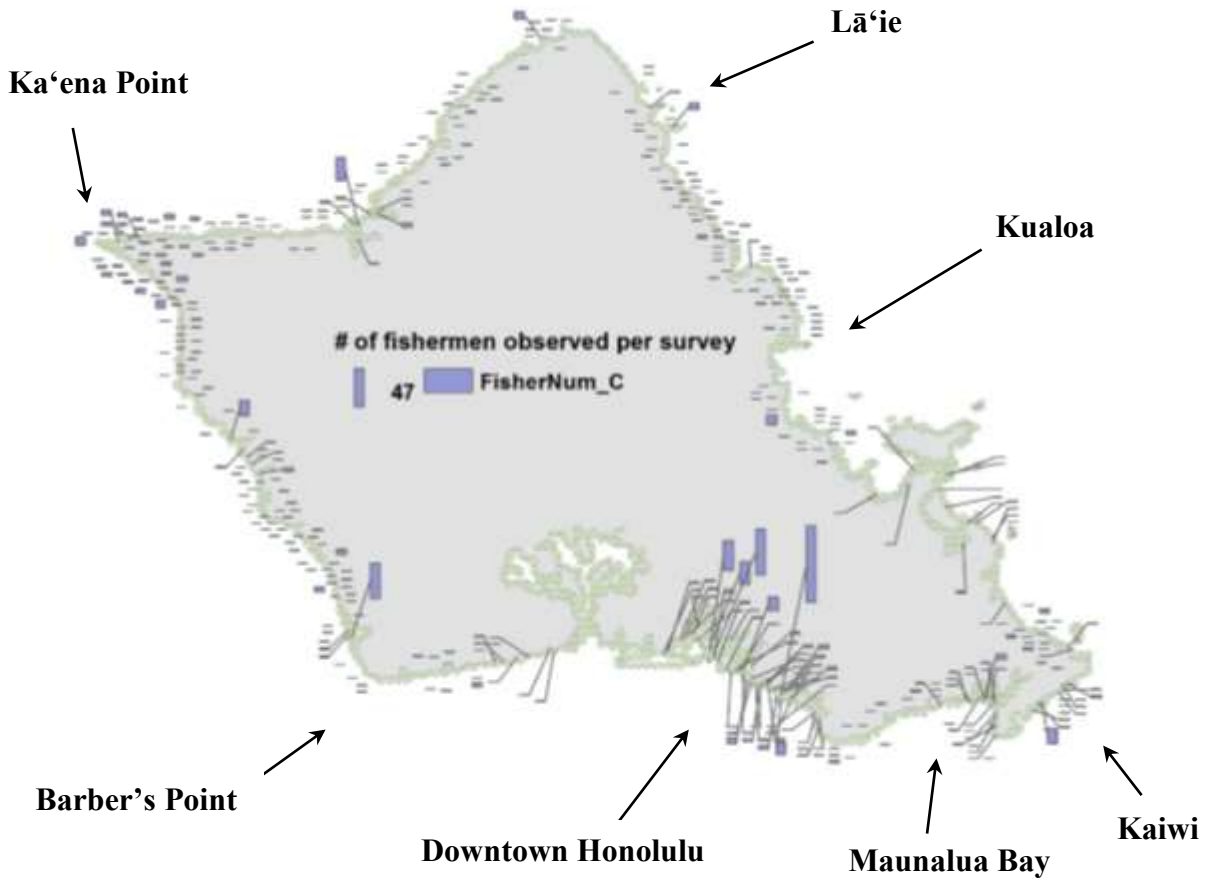 Lā‘ie
Ka‘ena Point
Kualoa
# of fishermen observed per survey
47 FisherNum_C
Barber’s Point
Downtown Honolulu
Maunalua Bay
Kaiwi